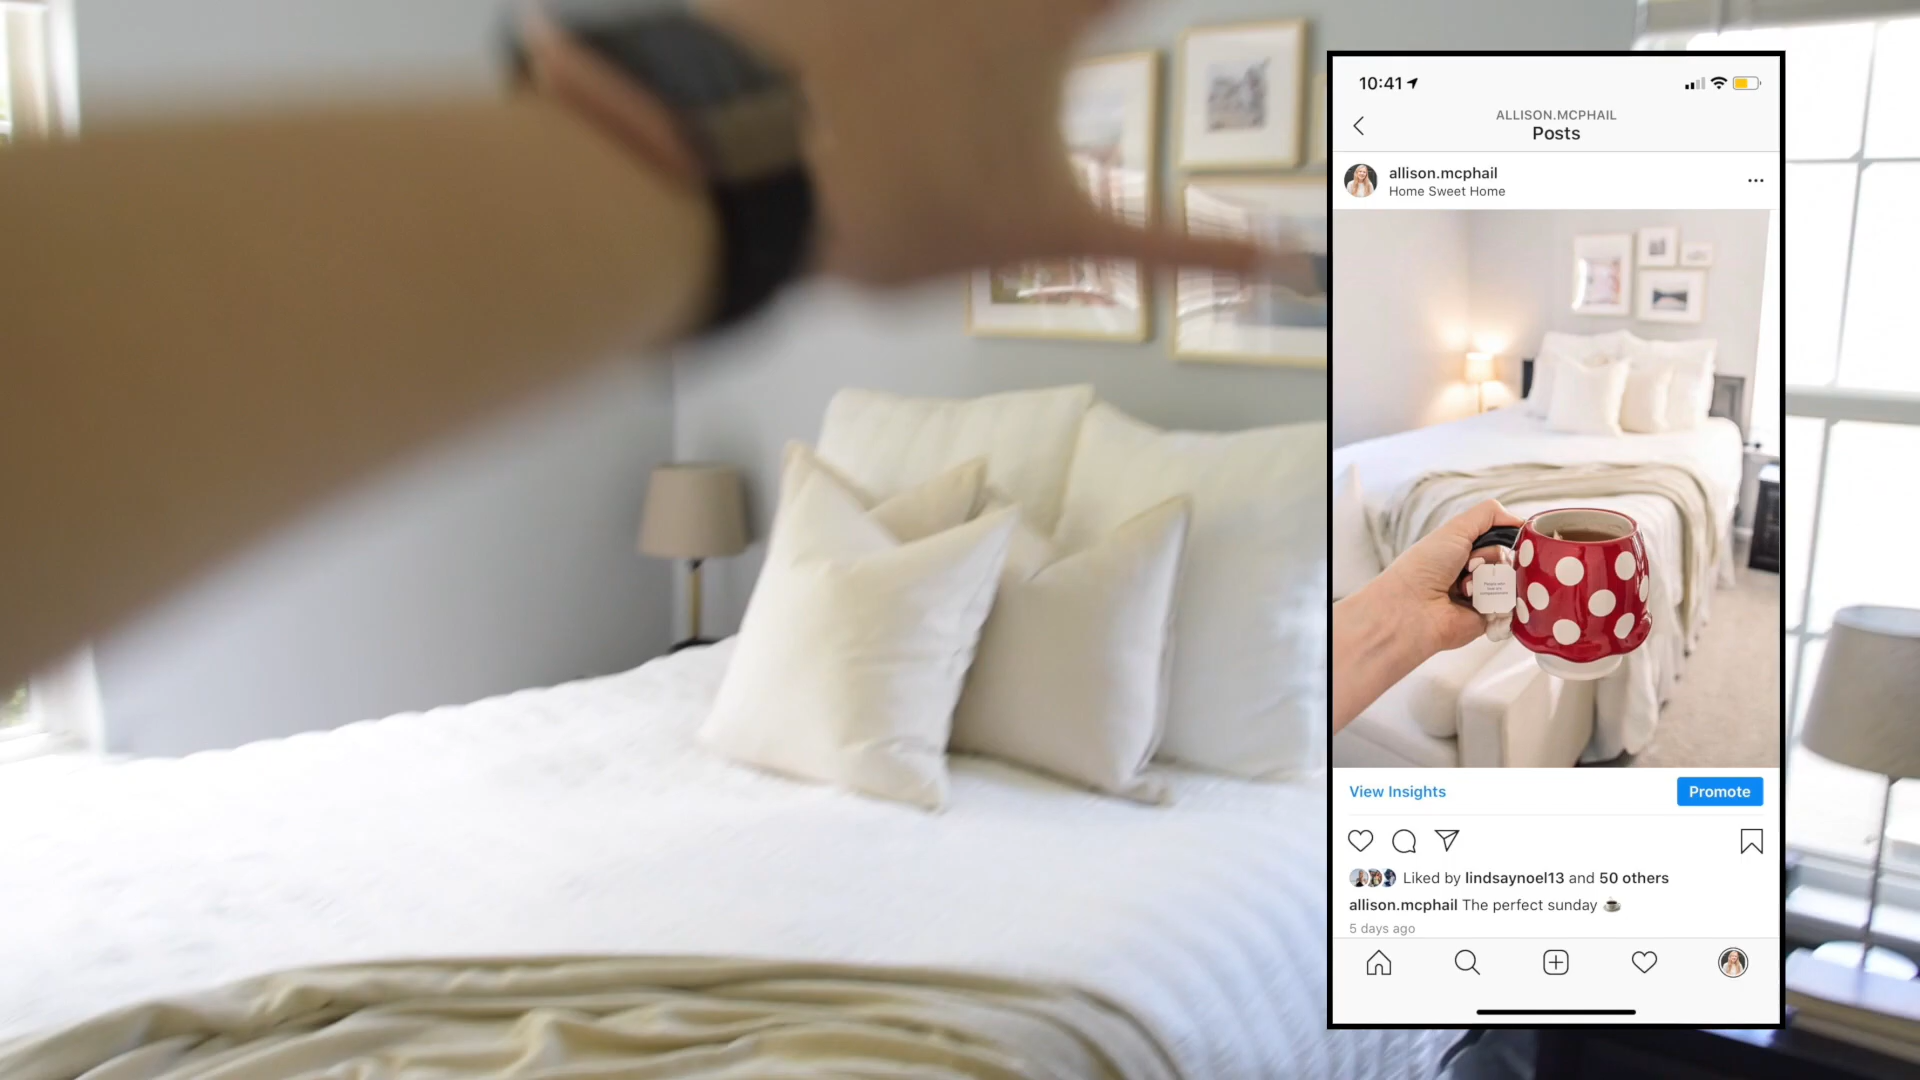 10:41
ALLISON.MCPHAIL
Posts
allison.mcphail
Home Sweet Home
View Insights
Promote
Liked by lindsaynoel13 and 50 others
allison.mcphail The perfect sunday ☕
5 days ago